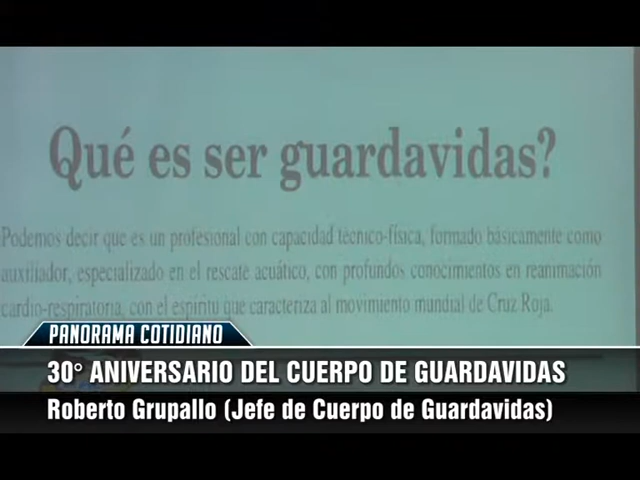 Qué es ser guardavidas?
Podemos decir que es un profesional con capacidad técnico-física, formado básicamente como
auxiliador, especializado en el rescate acuático, con profundos conocimientos en reanimación
cardio-respiratoria, con el espíritu que caracteriza al movimiento mundial de Cruz Roja.
PANORAMA COTIDIANO
30° ANIVERSARIO DEL CUERPO DE GUARDAVIDAS
Roberto Grupallo (Jefe de Cuerpo de Guardavidas)